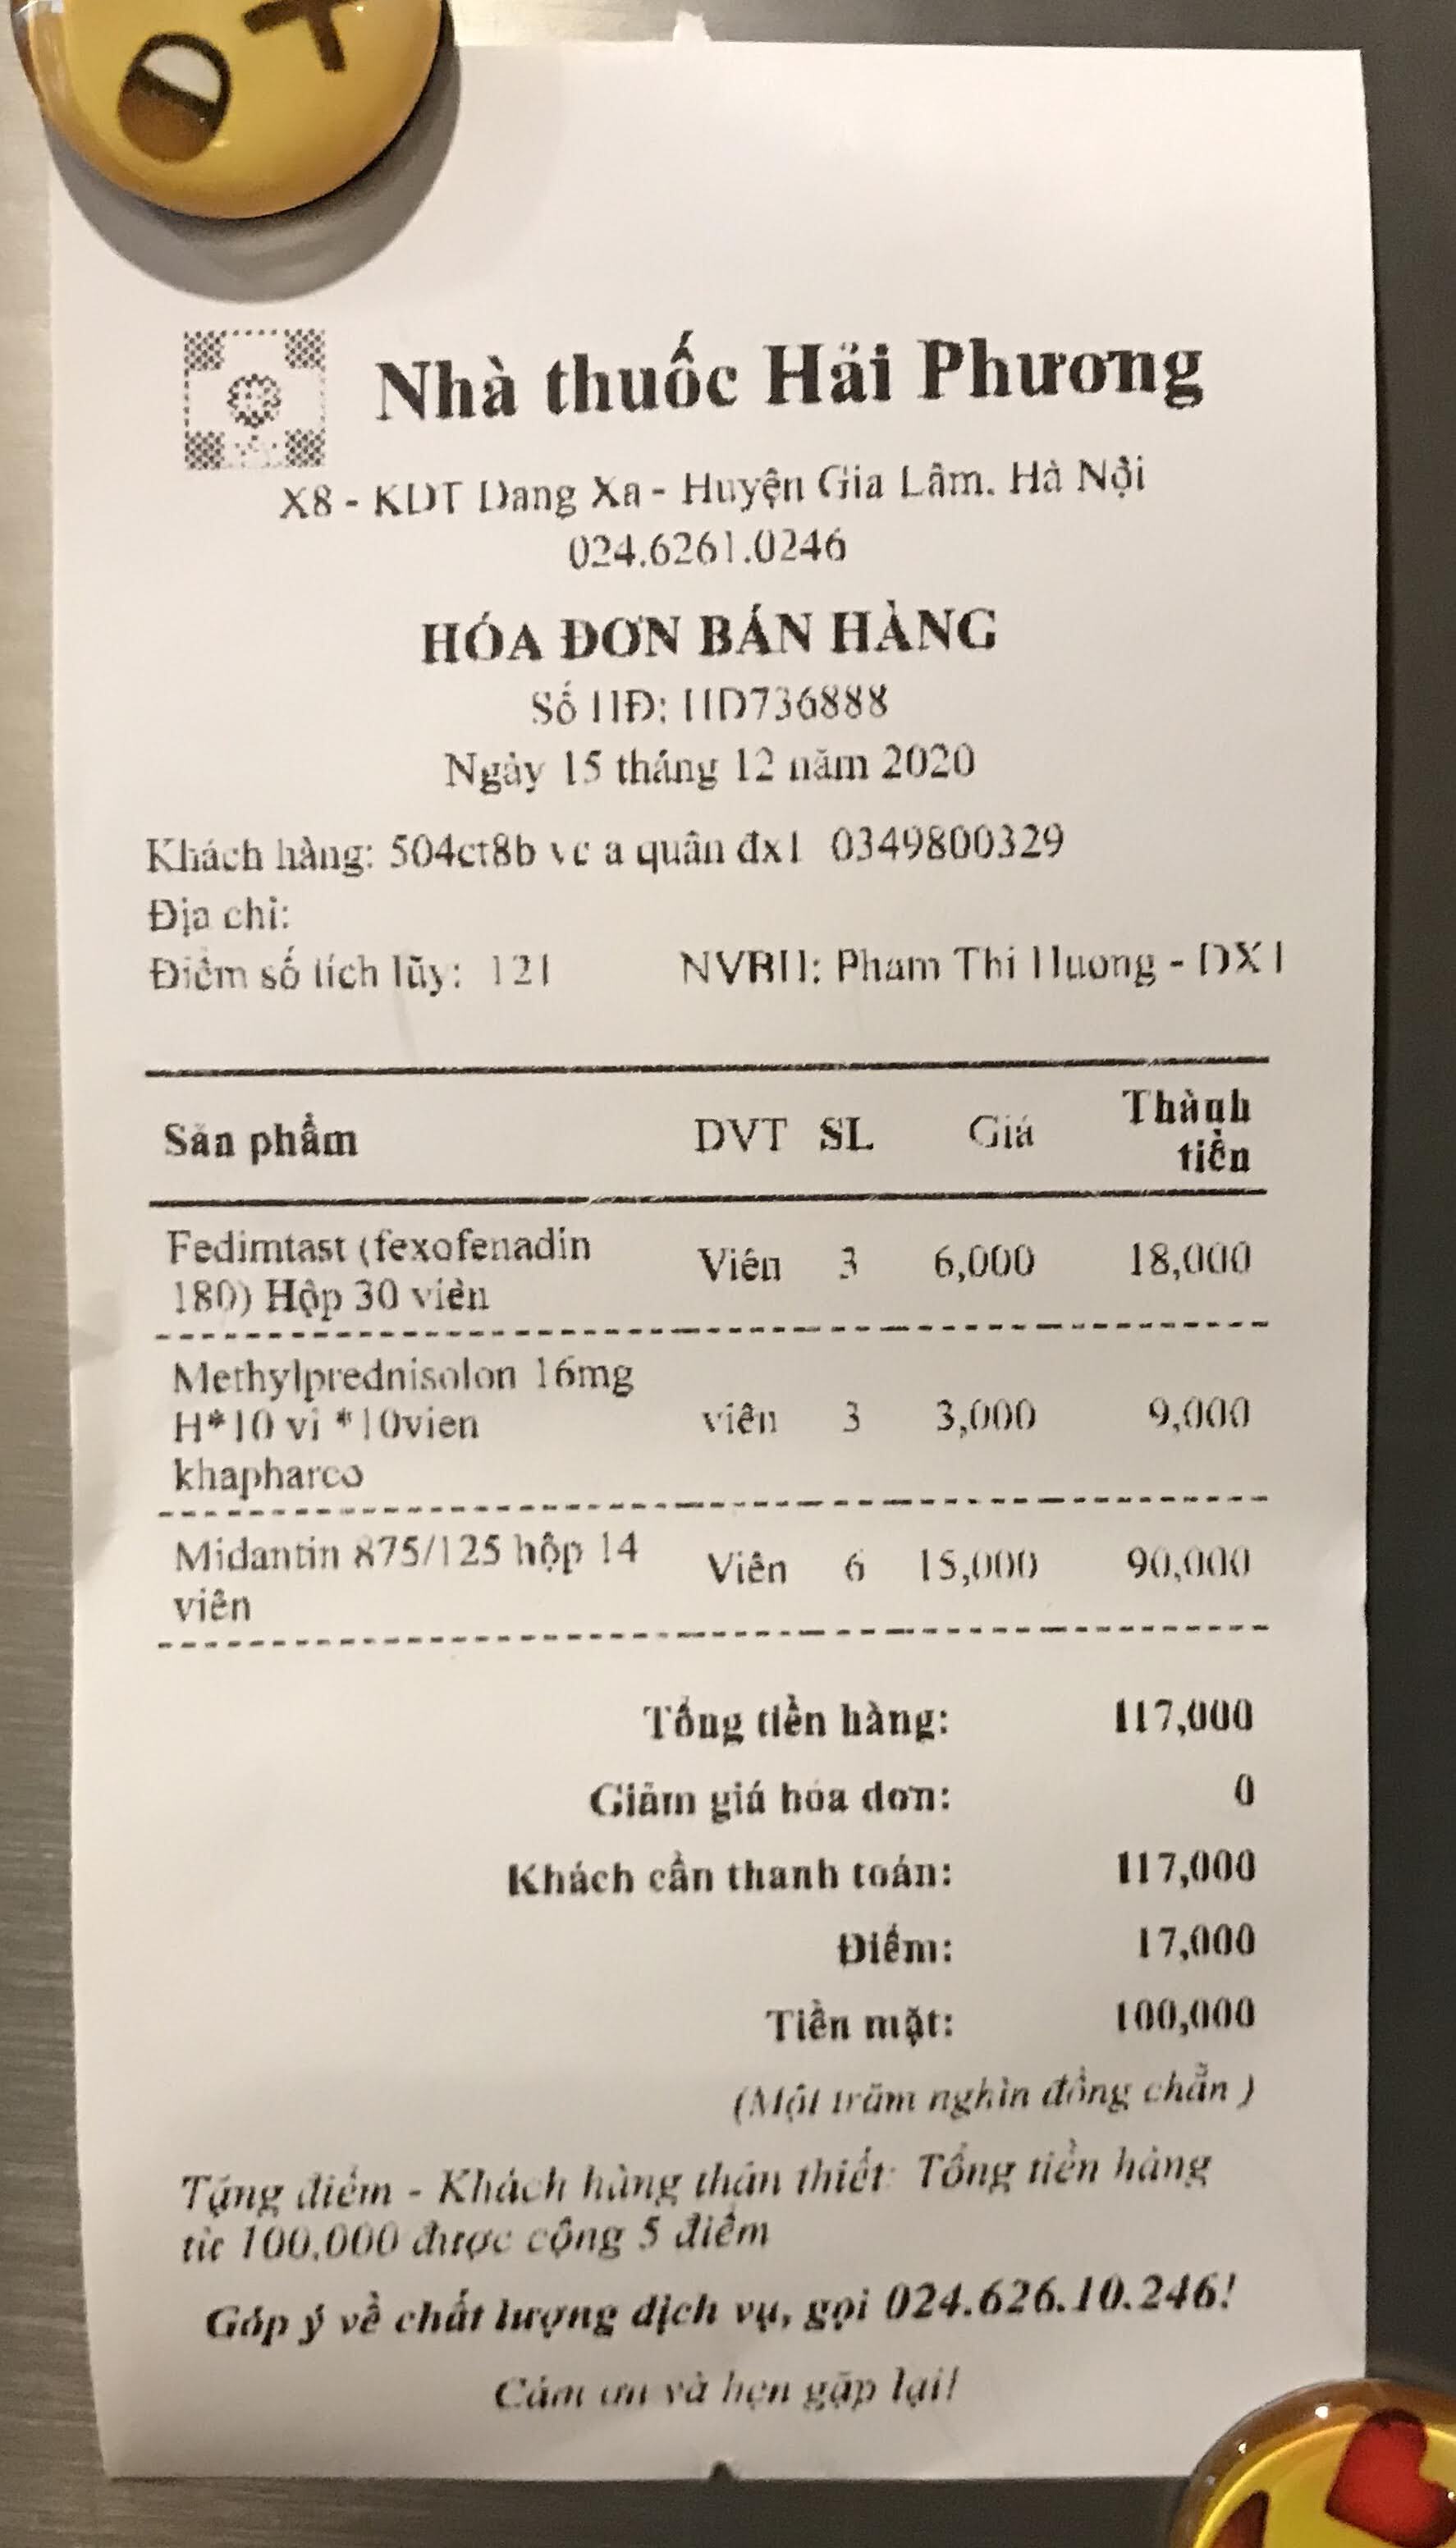 Nhà thuốc Hải Phương
X8 - KDT Dang Xa - Huyện Gia Lâm. Hà Nội
024.6261.0246
HÓA ĐƠN BÁN HÀNG
Số HĐ: HD736888
Ngày 15 tháng 12 năm 2020
Khách hàng: 504ct8b vc a quân đx1 0349800329
Địa chỉ:
Điểm số tích lũy: 121 NVBH: Pham Thi Huong - DX1
Sản phẩm DVT SL Giá Thành tiền
Fedimtast (fexofenadin Viên 3 6,000 18,000
180) Hộp 30 viên
Methylprednisolon 16mg
H*10 vi *10vien viên 3 3,000 9,000
khapharco
Midantin 875/125 hộp 14 Viên 6 15,000 90,000
viên
Tổng tiền hàng: 117,000
Giảm giá hóa đơn: 0
Khách cần thanh toán: 117,000
Điểm: 17,000
Tiền mặt: 100,000
(Một trăm nghìn đồng chẵn )
Tặng điểm - Khách hàng thân thiết: Tổng tiền hàng
từ 100,000 được cộng 5 điểm
Góp ý về chất lượng dịch vụ, gọi 024.626.10.246!
Cảm ơn và hẹn gặp lại!